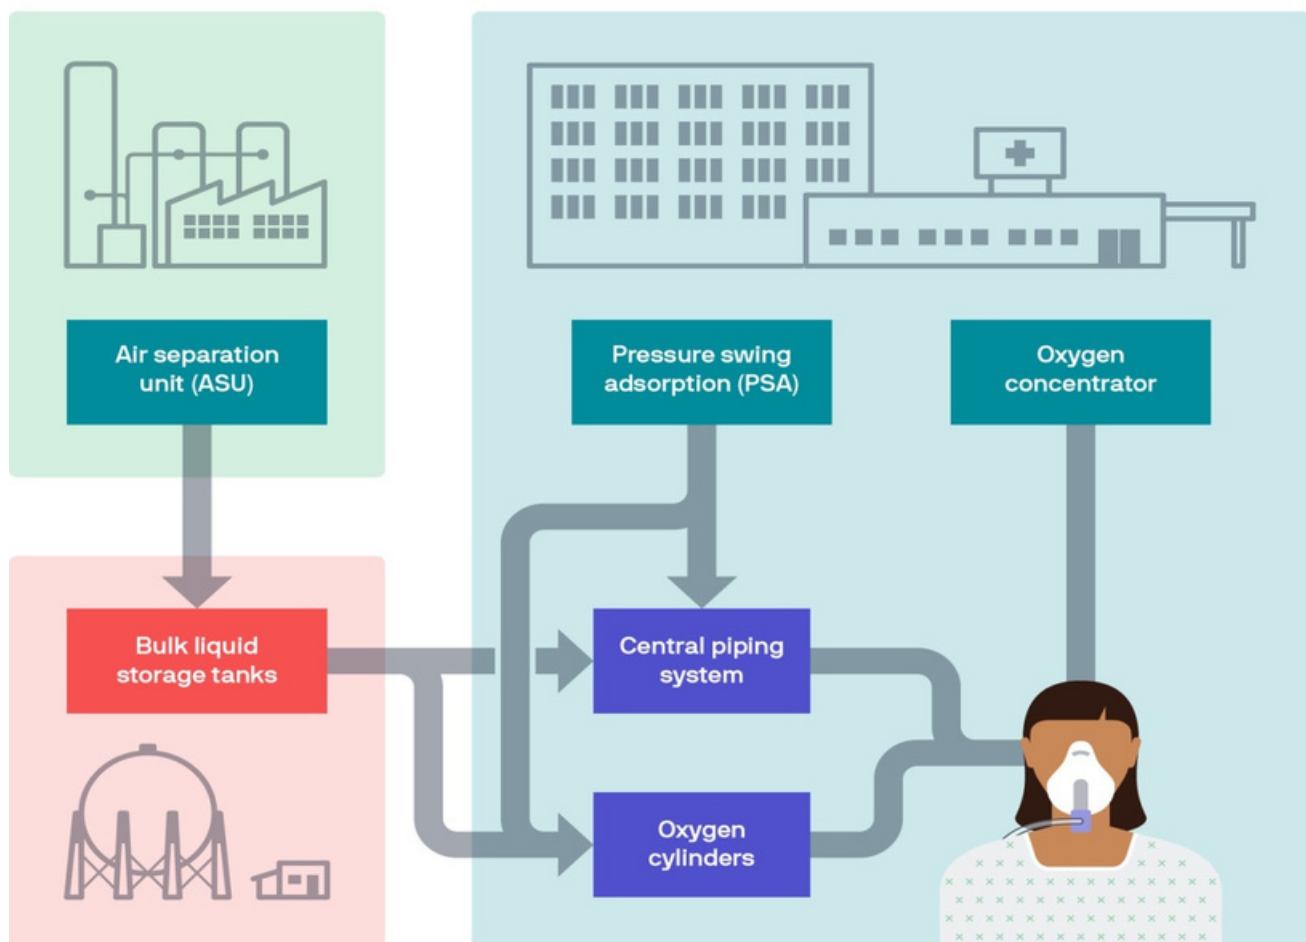 Air separation
unit (ASU)
Pressure swing
adsorption (PSA)
Oxygen
concentrator
Bulk liquid
storage tanks
Central piping
system
Oxygen
cylinders